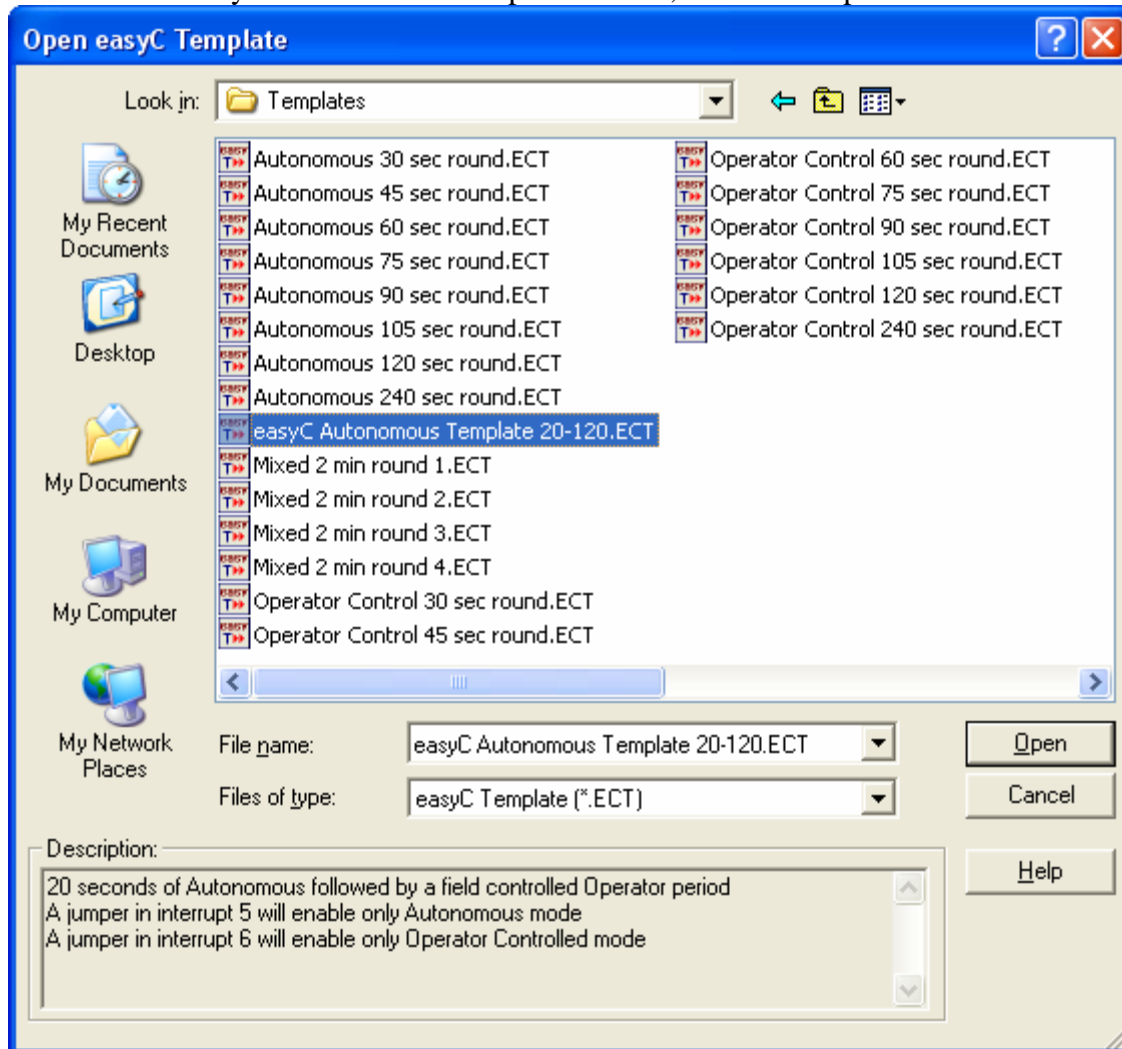 Open easyC Template
Look in:
Templates
My Recent
Documents
Desktop
My Documents
My Computer
My Network
Places
Autonomous 30 sec round.ECT
Autonomous 45 sec round.ECT
Autonomous 60 sec round.ECT
Autonomous 75 sec round.ECT
Autonomous 90 sec round.ECT
Autonomous 105 sec round.ECT
Autonomous 120 sec round.ECT
Autonomous 240 sec round.ECT
easyC Autonomous Template 20-120.ECT
Mixed 2 min round 1.ECT
Mixed 2 min round 2.ECT
Mixed 2 min round 3.ECT
Mixed 2 min round 4.ECT
Operator Control 30 sec round.ECT
Operator Control 45 sec round.ECT
Operator Control 60 sec round.ECT
Operator Control 75 sec round.ECT
Operator Control 90 sec round.ECT
Operator Control 105 sec round.ECT
Operator Control 120 sec round.ECT
Operator Control 240 sec round.ECT
File name:
easyC Autonomous Template 20-120.ECT
Open
Files of type:
easyC Template (*.ECT)
Cancel
Help
Description:
20 seconds of Autonomous followed by a field controlled Operator period
A jumper in interrupt 5 will enable only Autonomous mode
A jumper in interrupt 6 will enable only Operator Controlled mode